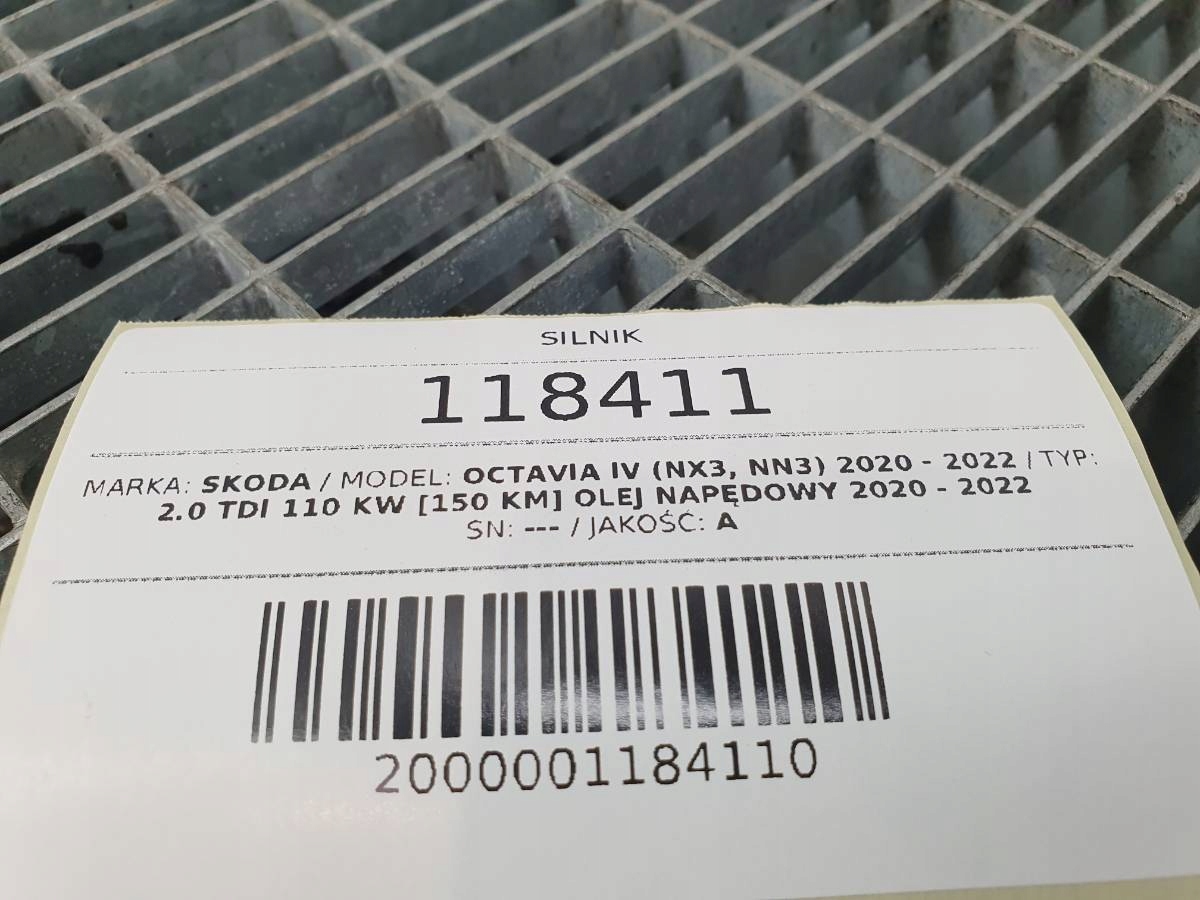 SILNIK
118411
MARKA: SKODA / MODEL: OCTAVIA IV (NX3, NN3) 2020 - 2022 / TYP:
2.0 TDI 110 KW [150 KM] OLEJ NAPĘDOWY 2020 - 2022
SN: --- / JAKOŚĆ: A
2000001184110